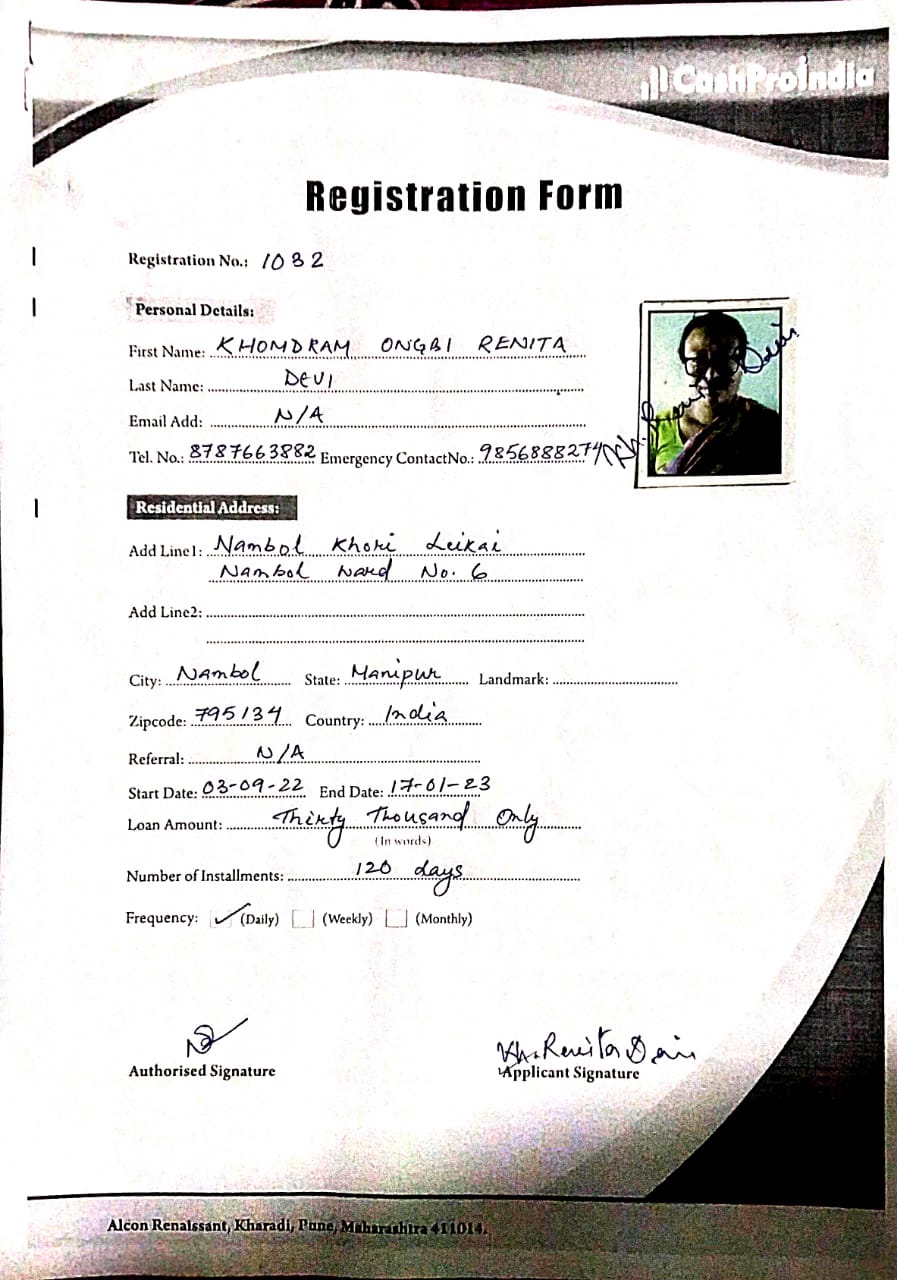 CashProIndia
Registration Form
Registration No.: 1032
Personal Details:
First Name: KHOMDRAM ONGBI RENITA
Last Name: DEVI
Email Add: N/A
Tel. No.: 8787663882 Emergency ContactNo.: 9856888274
Residential Address:
Add Line1: Nambol Khori Leikai
Nambol Ward No. 6
Add Line2:
City: Nambol State: Manipur Landmark:
Zipcode: 795134 Country: India
Referral: N/A
Start Date: 03-09-22 End Date: 17-01-23
Loan Amount: Thirty Thousand Only
(In words)
Number of Installments: 120 days
Frequency: (Daily) (Weekly) (Monthly)
Kh. Renita Devi
Authorised Signature
Applicant Signature
Alcon Renaissant, Kharadi, Pune, Maharashtra 411014.